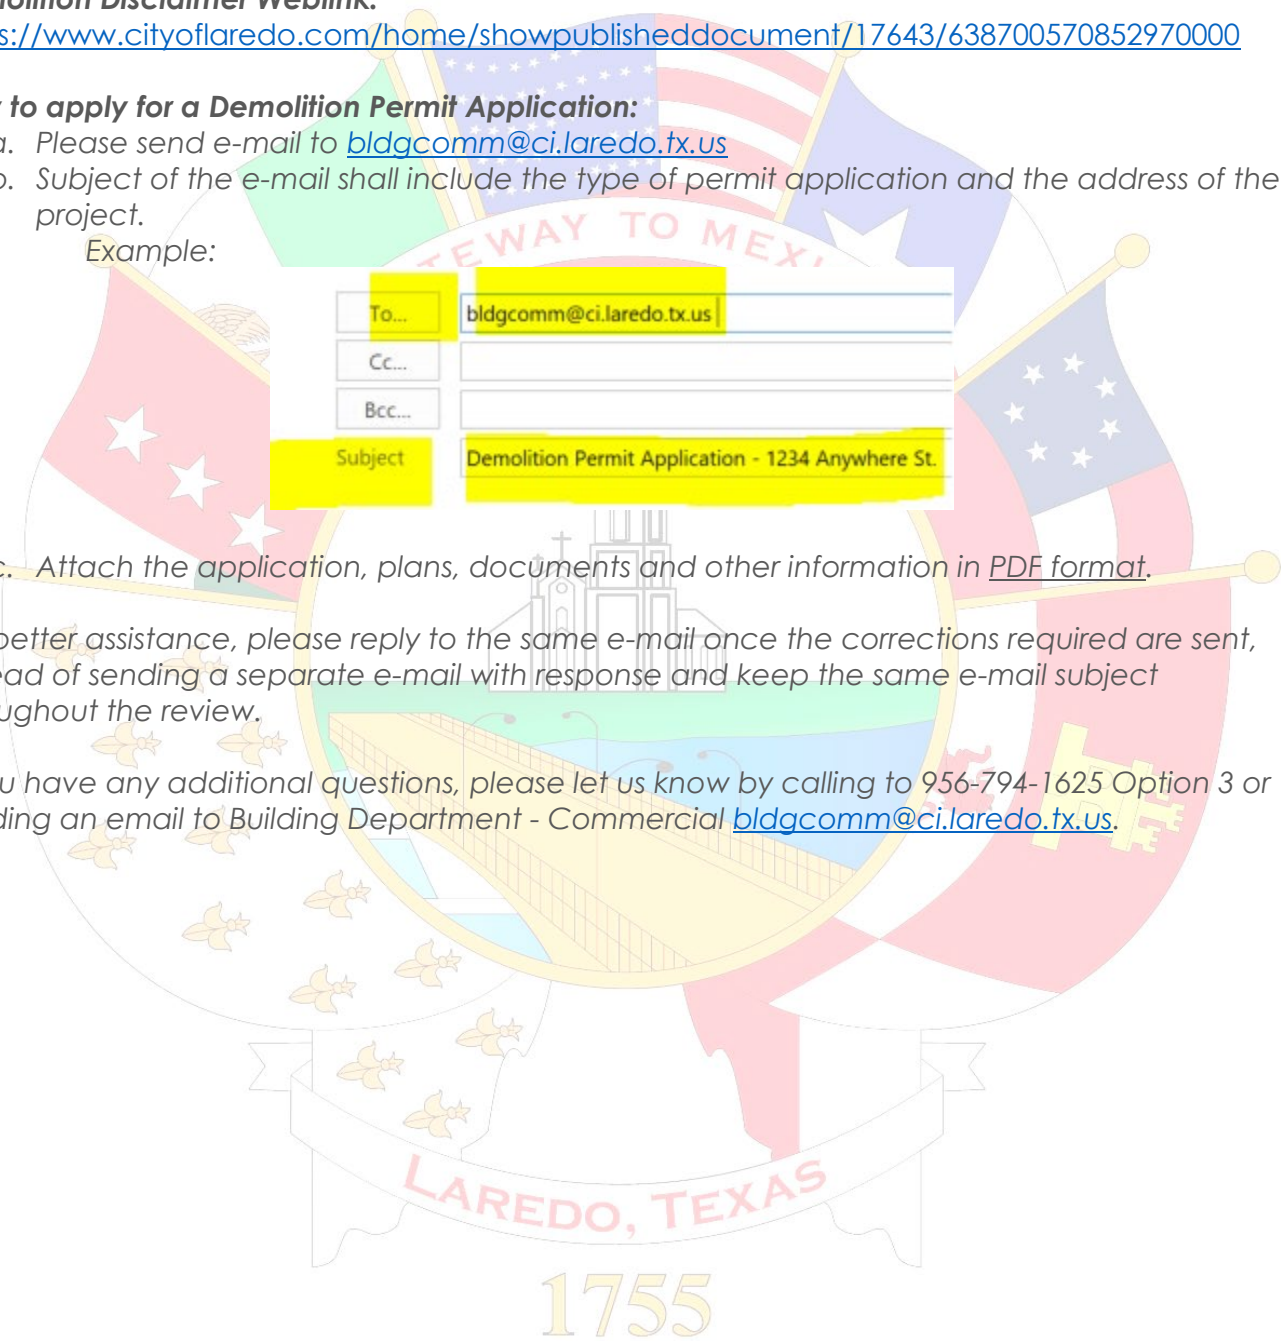 olition Disclaimer Weblink:
s://www.cityoflaredo.com/home/showpublisheddocument/17643/638700570852970000
to apply for a Demolition Permit Application:
a. Please send e-mail to bldgcomm@ci.laredo.tx.us
b. Subject of the e-mail shall include the type of permit application and the address of the
project.
Example:
GATEWAY TO MEXI
To... bldgcomm@ci.laredo.tx.us
Cc...
Bcc...
Subject Demolition Permit Application - 1234 Anywhere St.
c. Attach the application, plans, documents and other information in PDF format.
better assistance, please reply to the same e-mail once the corrections required are sent,
ead of sending a separate e-mail with response and keep the same e-mail subject
ughout the review.
u have any additional questions, please let us know by calling to 956-794-1625 Option 3 or
ding an email to Building Department - Commercial bldgcomm@ci.laredo.tx.us.
LAREDO, TEXAS
1755